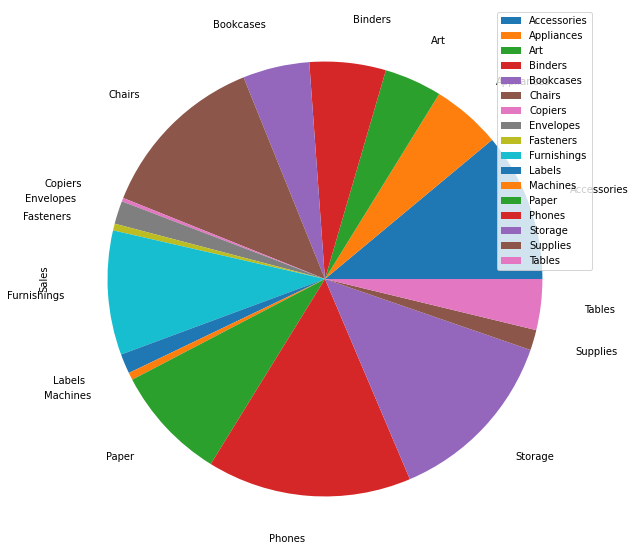 Binders
Bookcases
Art
Chairs
Copiers
Envelopes
Fasteners
Sales
Furnishings
Labels
Machines
Paper
Phones
Storage
Supplies
Tables
Accessories
Accessories
Appliances
Art
Binders
Bookcases
Chairs
Copiers
Envelopes
Fasteners
Furnishings
Labels
Machines
Paper
Phones
Storage
Supplies
Tables